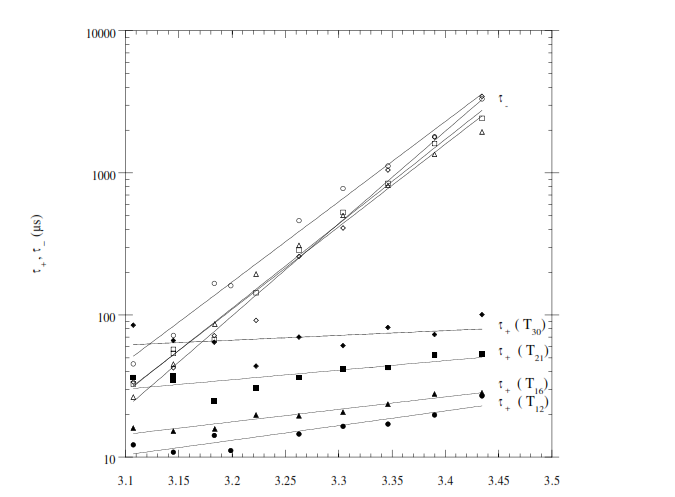 10000
τ₋
1000
τ₊, τ₋ (μs)
100
τ₊ ( T₃₀)
τ₊ ( T₂₁)
τ₊ ( T₁₆)
τ₊ ( T₁₂)
10
3.1 3.15 3.2 3.25 3.3 3.35 3.4 3.45 3.5